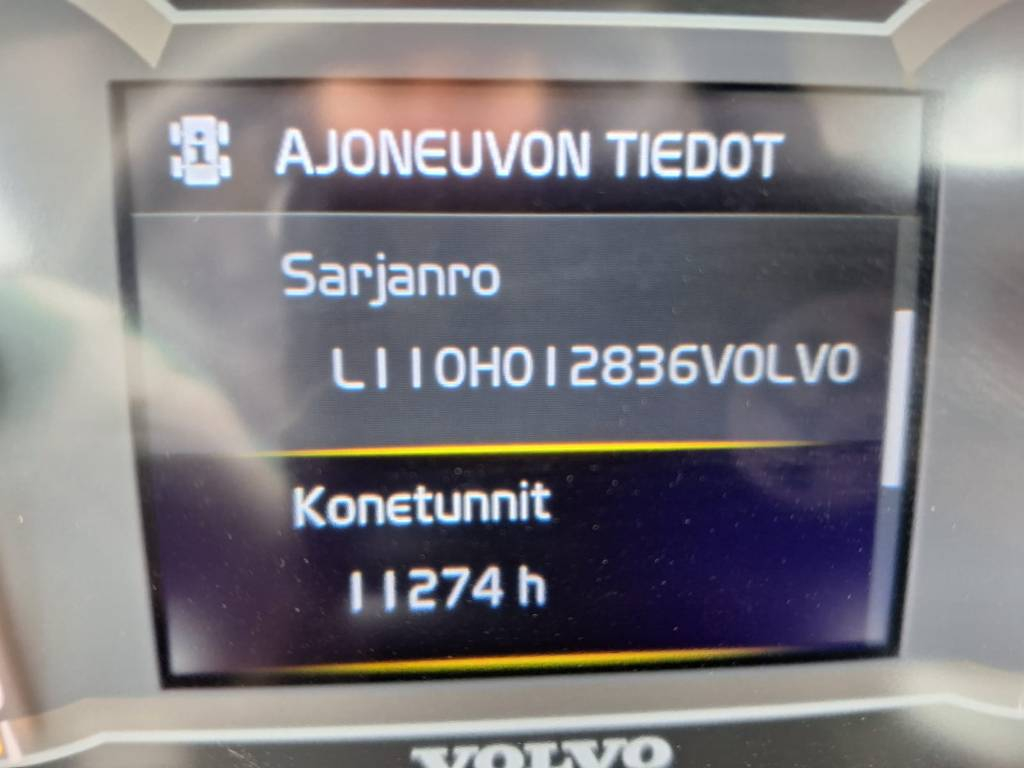 AJONEUVON TIEDOT
Sarjanro
L110H012836VOLVO
Konetunnit
11274 h
VOLVO